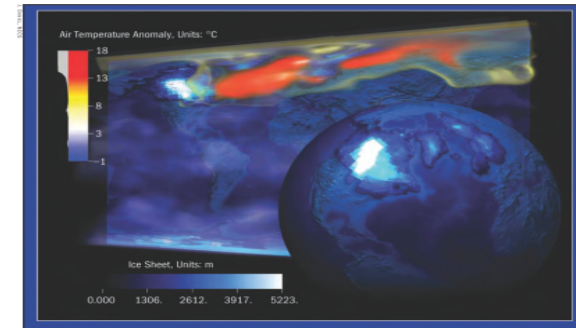 Air Temperature Anomaly, Units: °C
18
13
8
3
-1
Ice Sheet, Units: m
0.000 1306. 2612. 3917. 5223.